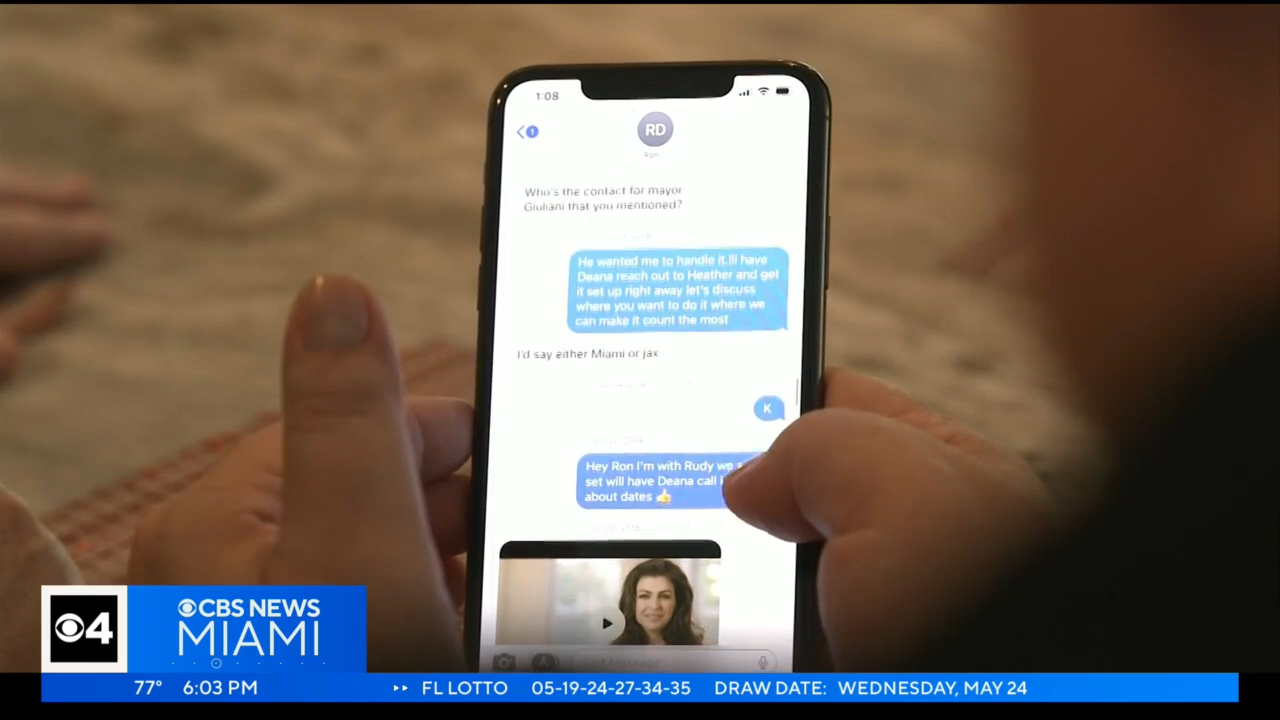 1:08
1
RD
Ron
Who's the contact for mayor
Giuliani that you mentioned?
He wanted me to handle it.Ill have
Deana reach out to Heather and get
it set up right away let's discuss
where you want to do it where we
can make it count the most
I'd say either Miami or jax
K
Hey Ron I'm with Rudy we
set will have Deana call
about dates 👍
4
CBS NEWS
MIAMI
77° 6:03 PM FL LOTTO 05-19-24-27-34-35 DRAW DATE: WEDNESDAY, MAY 24